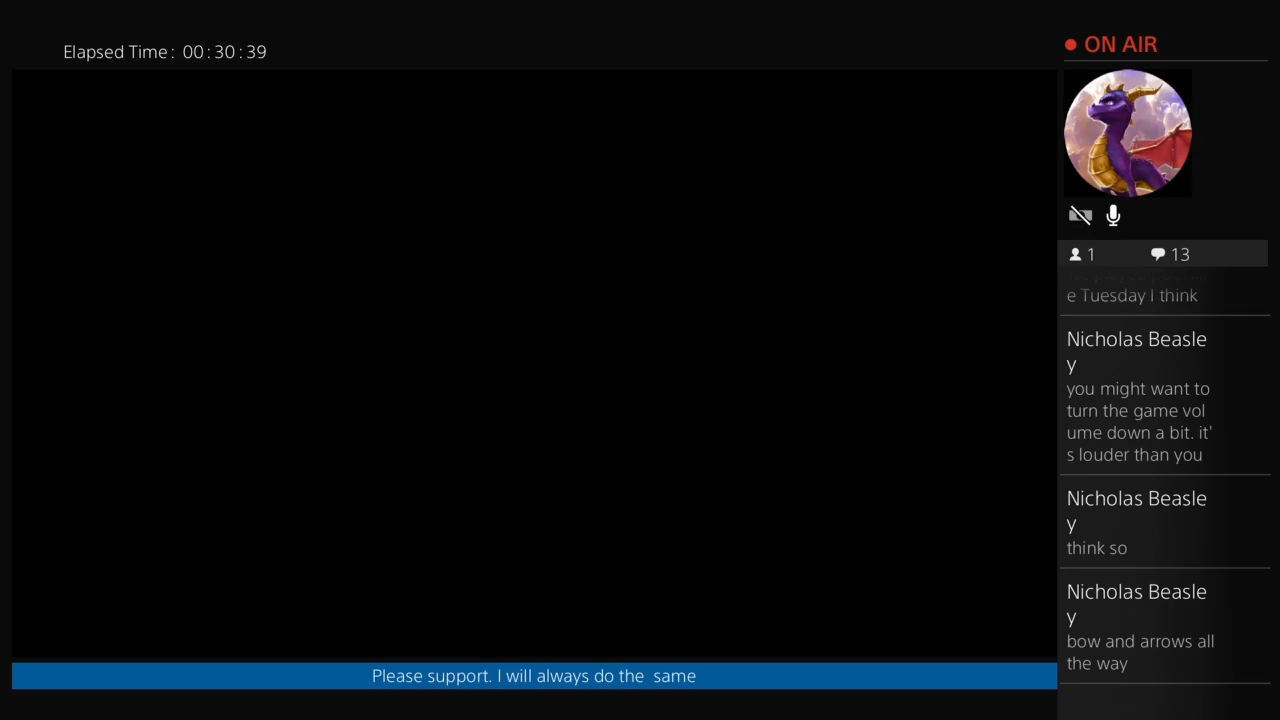 Elapsed Time: 00:30:39
ON AIR
1 13
e Tuesday I think
Nicholas Beasle
y
you might want to
turn the game vol
ume down a bit. it'
s louder than you
Nicholas Beasle
y
think so
Nicholas Beasle
y
bow and arrows all
the way
Please support. I will always do the same